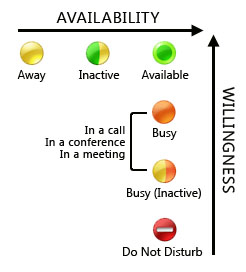 AVAILABILITY
Away
Inactive
Available
In a call
In a conference
In a meeting
Busy
Busy (Inactive)
Do Not Disturb
WILLINGNESS